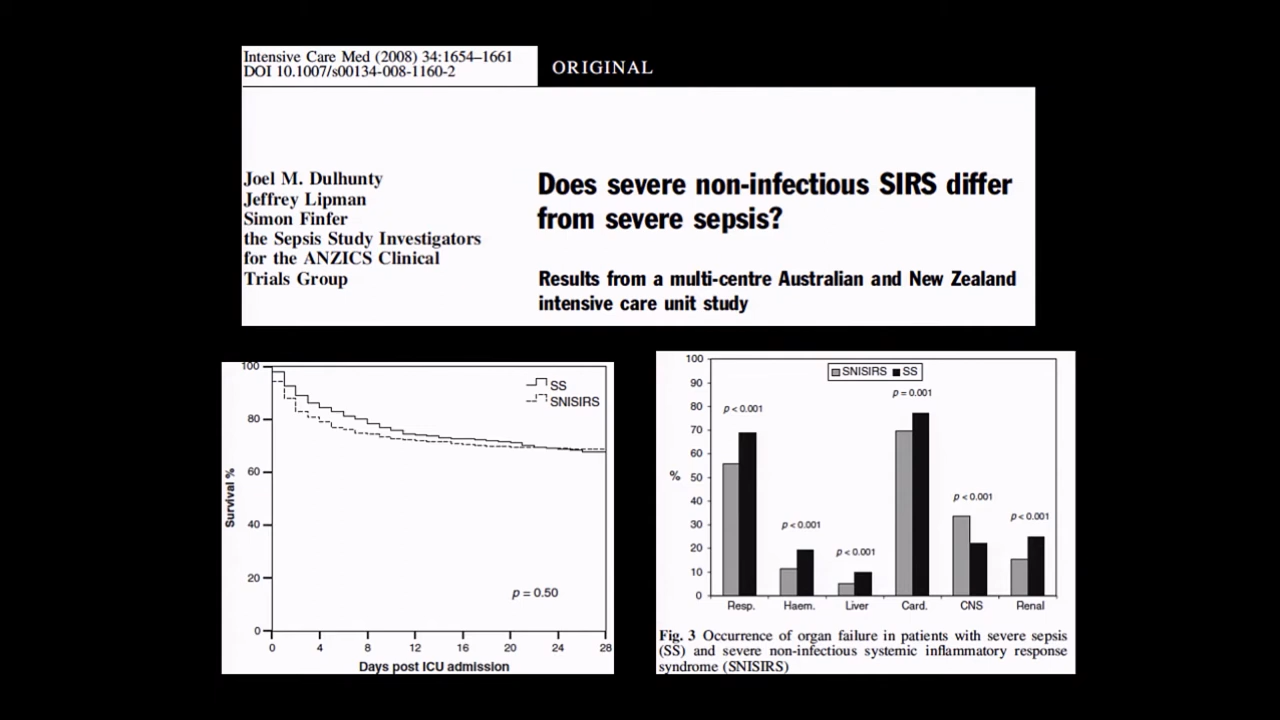 Intensive Care Med (2008) 34:1654–1661
DOI 10.1007/s00134-008-1160-2
ORIGINAL
Joel M. Dulhunty
Jeffrey Lipman
Simon Finfer
the Sepsis Study Investigators
for the ANZICS Clinical
Trials Group
Does severe non-infectious SIRS differ
from severe sepsis?
Results from a multi-centre Australian and New Zealand
intensive care unit study
100
80
60
40
20
0
Survival %
SS
SNISIRS
p = 0.50
0 4 8 12 16 20 24 28
Days post ICU admission
100
90
80
70
60
50
40
30
20
10
0
%
SNISIRS SS
p < 0.001
p < 0.001
p < 0.001
p = 0.001
p < 0.001
p < 0.001
Resp. Haem. Liver Card. CNS Renal
Fig. 3 Occurrence of organ failure in patients with severe sepsis
(SS) and severe non-infectious systemic inflammatory response
syndrome (SNISIRS)